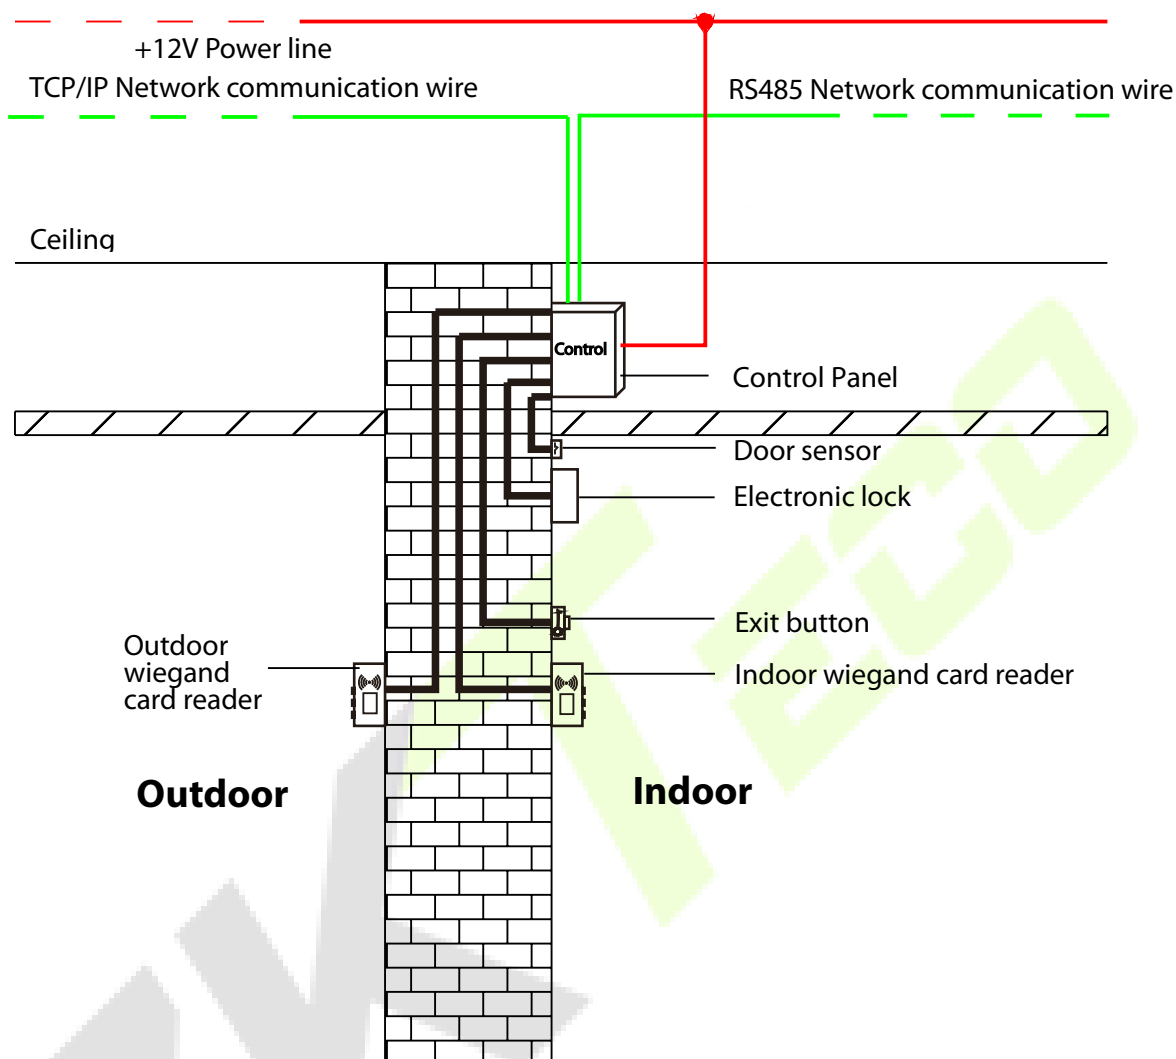 +12V Power line
TCP/IP Network communication wire
RS485 Network communication wire
Ceiling
Control
Control Panel
Door sensor
Electronic lock
Exit button
Outdoor
wiegand
card reader
Indoor wiegand card reader
Outdoor
Indoor
Teco